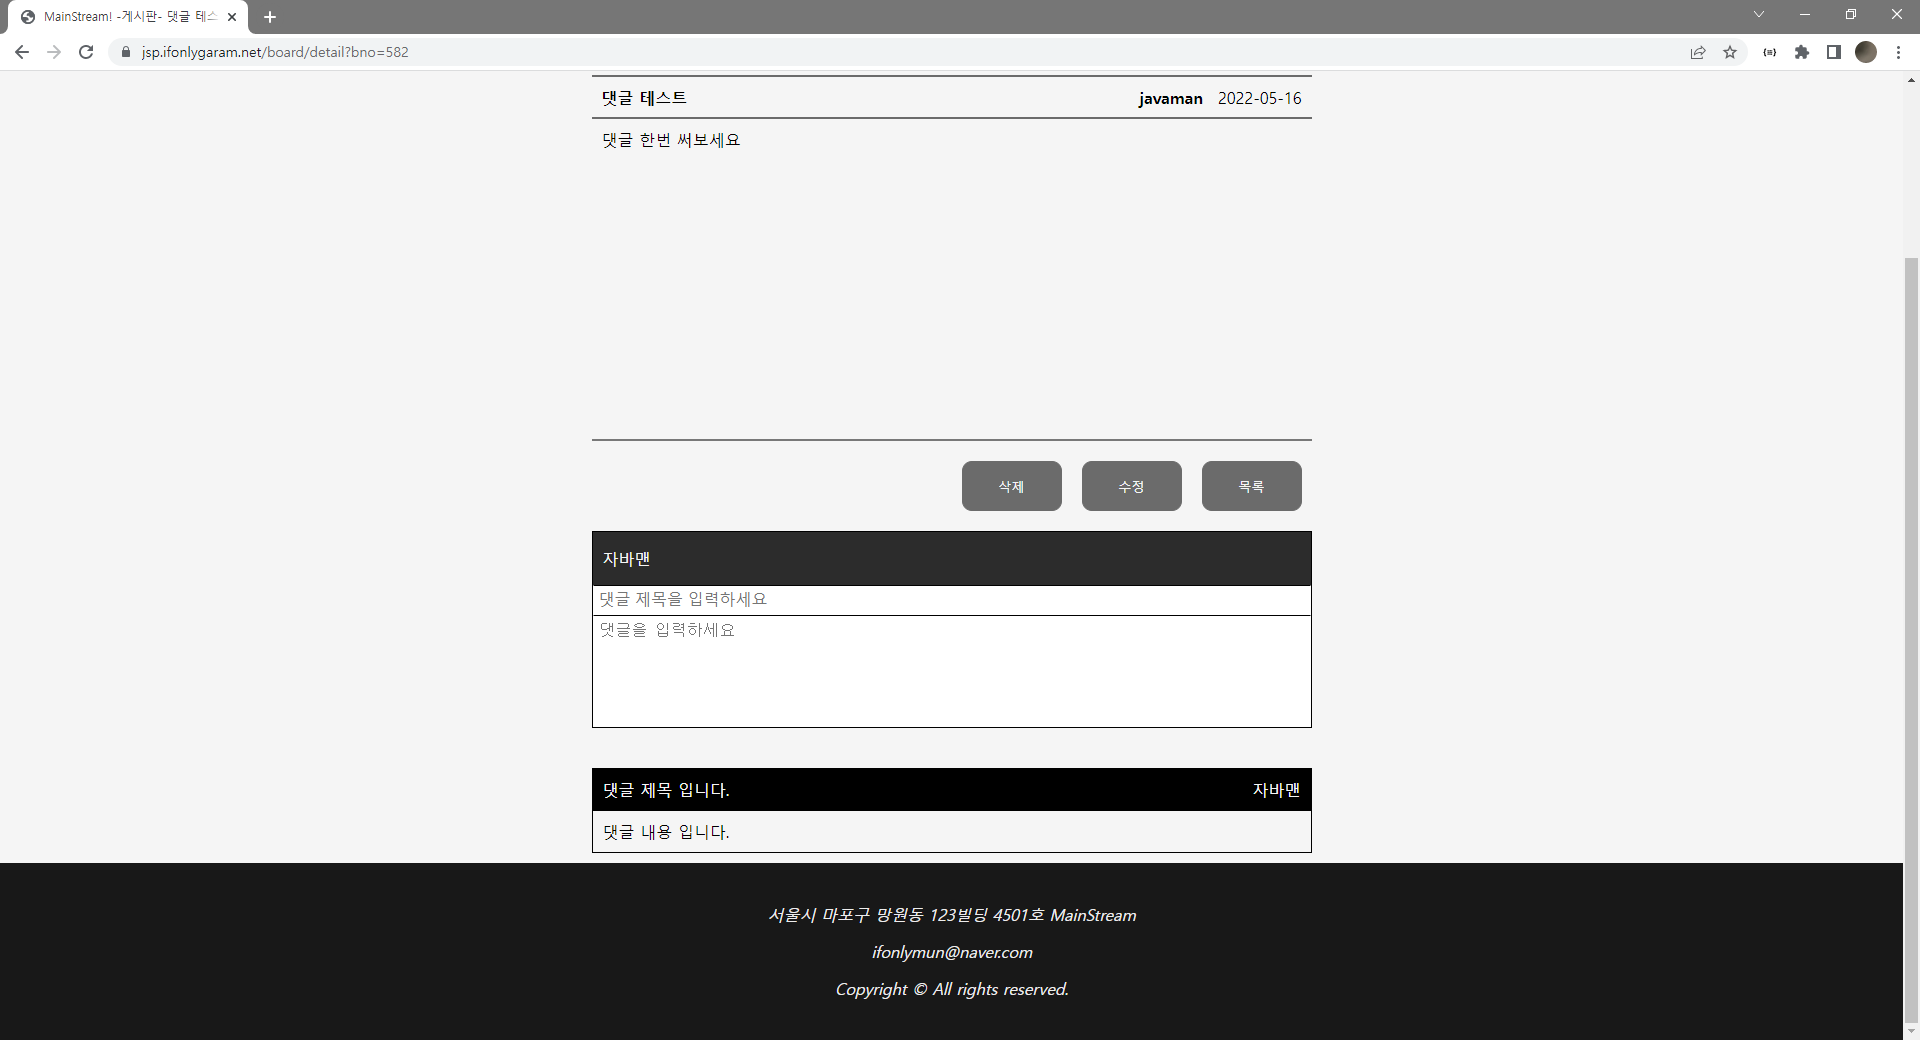 MainStream! -게시판- 댓글 테스
jsp.ifonlygaram.net/board/detail?bno=582
댓글 테스트 javaman 2022-05-16
댓글 한번 써보세요
삭제 수정 목록
자바맨
댓글 제목을 입력하세요
댓글을 입력하세요
댓글 제목 입니다. 자바맨
댓글 내용 입니다.
서울시 마포구 망원동 123빌딩 4501호 MainStream
ifonlymun@naver.com
Copyright © All rights reserved.